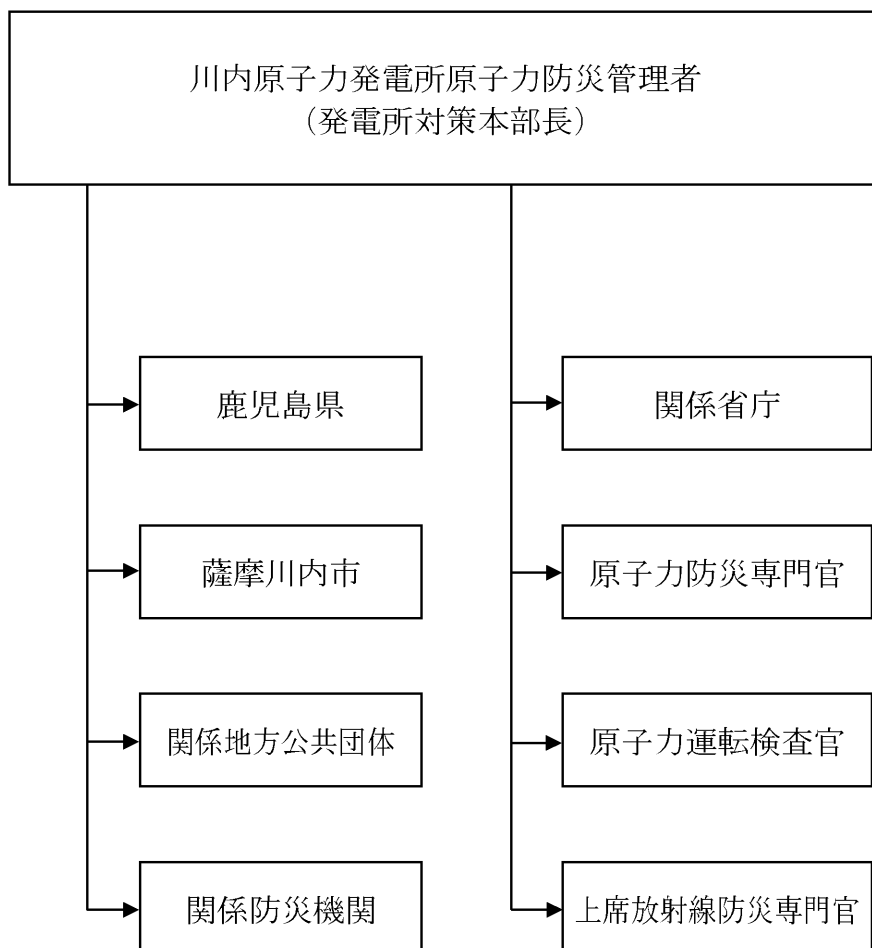 川内原子力発電所原子力防災管理者
（発電所対策本部長）
鹿児島県
薩摩川内市
関係地方公共団体
関係防災機関
関係省庁
原子力防災専門官
原子力運転検査官
上席放射線防災専門官